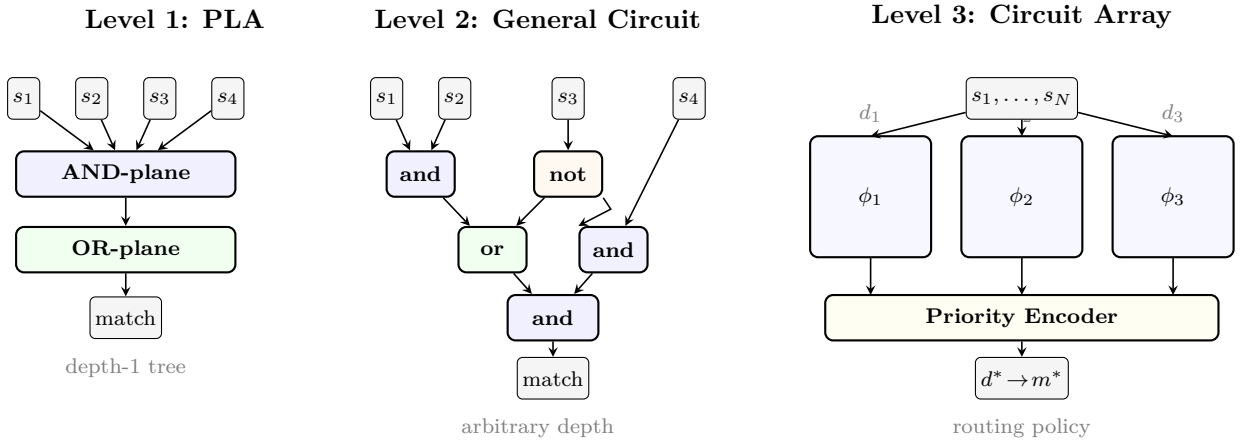 Level 1: PLA
s₁ s₂ s₃ s₄
AND-plane
OR-plane
match
depth-1 tree
Level 2: General Circuit
s₁ s₂ s₃ s₄
and not
or and
and
match
arbitrary depth
Level 3: Circuit Array
s₁, . . . , s_N
d₁ d₃
ϕ₁ ϕ₂ ϕ₃
Priority Encoder
d* → m*
routing policy